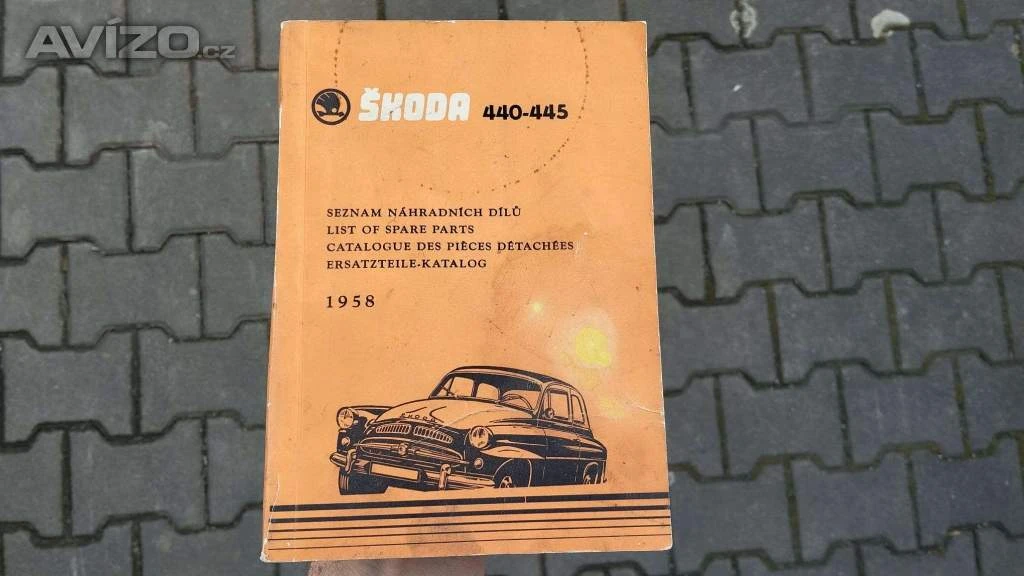 AVÍZO.cz
ŠKODA 440-445
SEZNAM NÁHRADNÍCH DÍLŮ
LIST OF SPARE PARTS
CATALOGUE DES PIÈCES DÉTACHÉES
ERSATZTEILE-KATALOG
1958
ŠKODA